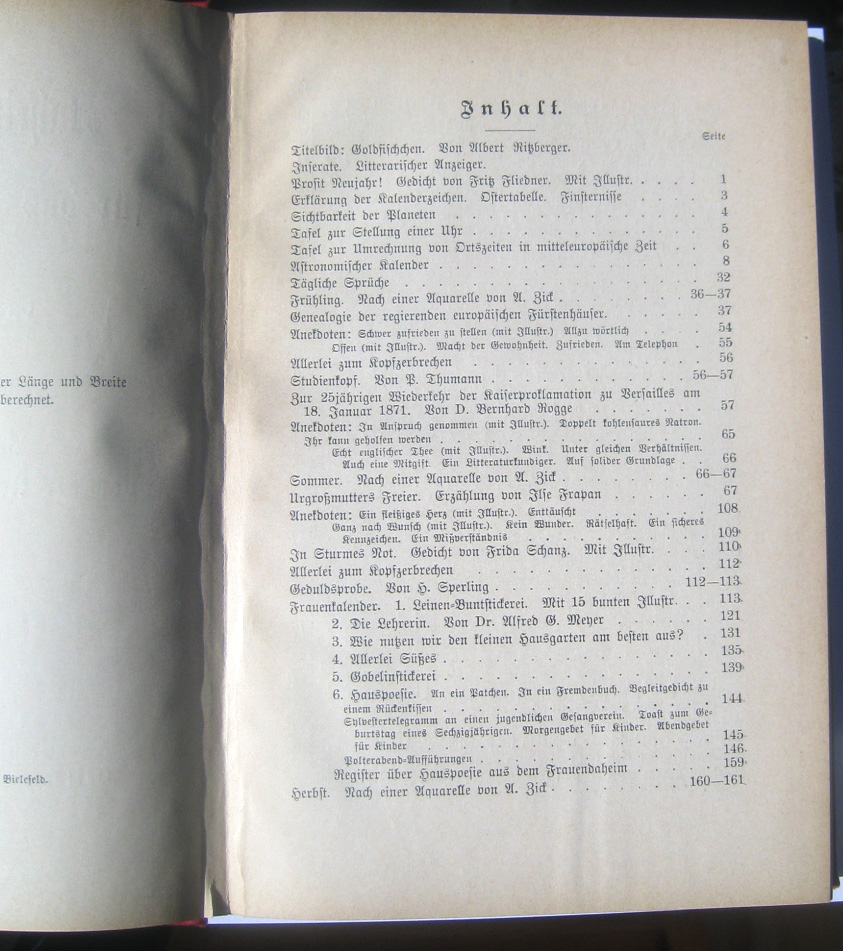 er Länge und Breite
berechnet.
Bielefeld.
Inhalt.
Seite
Titelbild: Goldfischchen. Von Albert Ritzberger.
Inserate. Litterarischer Anzeiger.
Prosit Neujahr! Gedicht von Fritz Fliedner. Mit Illustr. . . . . 1
Erklärung der Kalenderzeichen. Ostertabelle. Finsternisse . . . . 3
Sichtbarkeit der Planeten . . . . . . . . . . . . . 4
Tafel zur Stellung einer Uhr . . . . . . . . . . . . 5
Tafel zur Umrechnung von Ortszeiten in mitteleuropäische Zeit . . 6
Astronomischer Kalender . . . . . . . . . . . . . . 8
Tägliche Sprüche . . . . . . . . . . . . . . . . 32
Frühling. Nach einer Aquarelle von A. Zick . . . . . . . 36—37
Genealogie der regierenden europäischen Fürstenhäuser. . . . . . 37
Anekdoten: Schwer zufrieden zu stellen (mit Illustr.) Allzu wörtlich . . . . 54
Offen (mit Illustr.). Macht der Gewohnheit. Zufrieden. Am Telephon . 55
Allerlei zum Kopfzerbrechen . . . . . . . . . . . . . 56
Studienkopf. Von P. Thumann . . . . . . . . . . . 56—57
Zur 25jährigen Wiederkehr der Kaiserproklamation zu Versailles am
18. Januar 1871. Von D. Bernhard Rogge . . . . . . . 57
Anekdoten: In Anspruch genommen (mit Illustr.). Doppelt kohlensaures Natron.
Ihr kann geholfen werden . . . . . . . . . . . . . . 65
Echt englischer Thee (mit Illustr.). Wink. Unter gleichen Verhältnissen.
Auch eine Mitgift. Ein Litteraturkundiger. Auf solider Grundlage . . 66
Sommer. Nach einer Aquarelle von A. Zick . . . . . . . 66—67
Urgroßmutters Freier. Erzählung von Ilse Frapan . . . . . . 67
Anekdoten: Ein fleißiges Herz (mit Illustr.). Enttäuscht . . . . . . . 108
Ganz nach Wunsch (mit Illustr.). Kein Wunder. Rätselhaft. Ein sicheres
Kennzeichen. Ein Mißverständnis . . . . . . . . . . . 109
In Sturmes Not. Gedicht von Frida Schanz. Mit Illustr. . . . . 110
Allerlei zum Kopfzerbrechen . . . . . . . . . . . . . 112
Geduldsprobe. Von H. Sperling . . . . . . . . . . . 112—113
Frauenkalender. 1. Leinen-Buntstickerei. Mit 15 bunten Illustr. . . 113
2. Die Lehrerin. Von Dr. Alfred G. Meyer . . . . . . 121
3. Wie nutzen wir den kleinen Hausgarten am besten aus? . 131
4. Allerlei Süßes . . . . . . . . . . . . . . 135
5. Gobelinstickerei . . . . . . . . . . . . . . 139
6. Hauspoesie. An ein Patchen. In ein Fremdenbuch. Begleitgedicht zu
einem Rückenkissen . . . . . . . . . . . . . . 144
Sylvestertelegramm an einen jugendlichen Gesangverein. Toast zum Ge-
burtstag eines Sechzigjährigen. Morgengebet für Kinder. Abendgebet
für Kinder . . . . . . . . . . . . . . . . 145
Polterabend-Aufführungen . . . . . . . . . . . . . 146
Register über Hauspoesie aus dem Frauendaheim . . . . . 159
Herbst. Nach einer Aquarelle von A. Zick . . . . . . . . 160—161